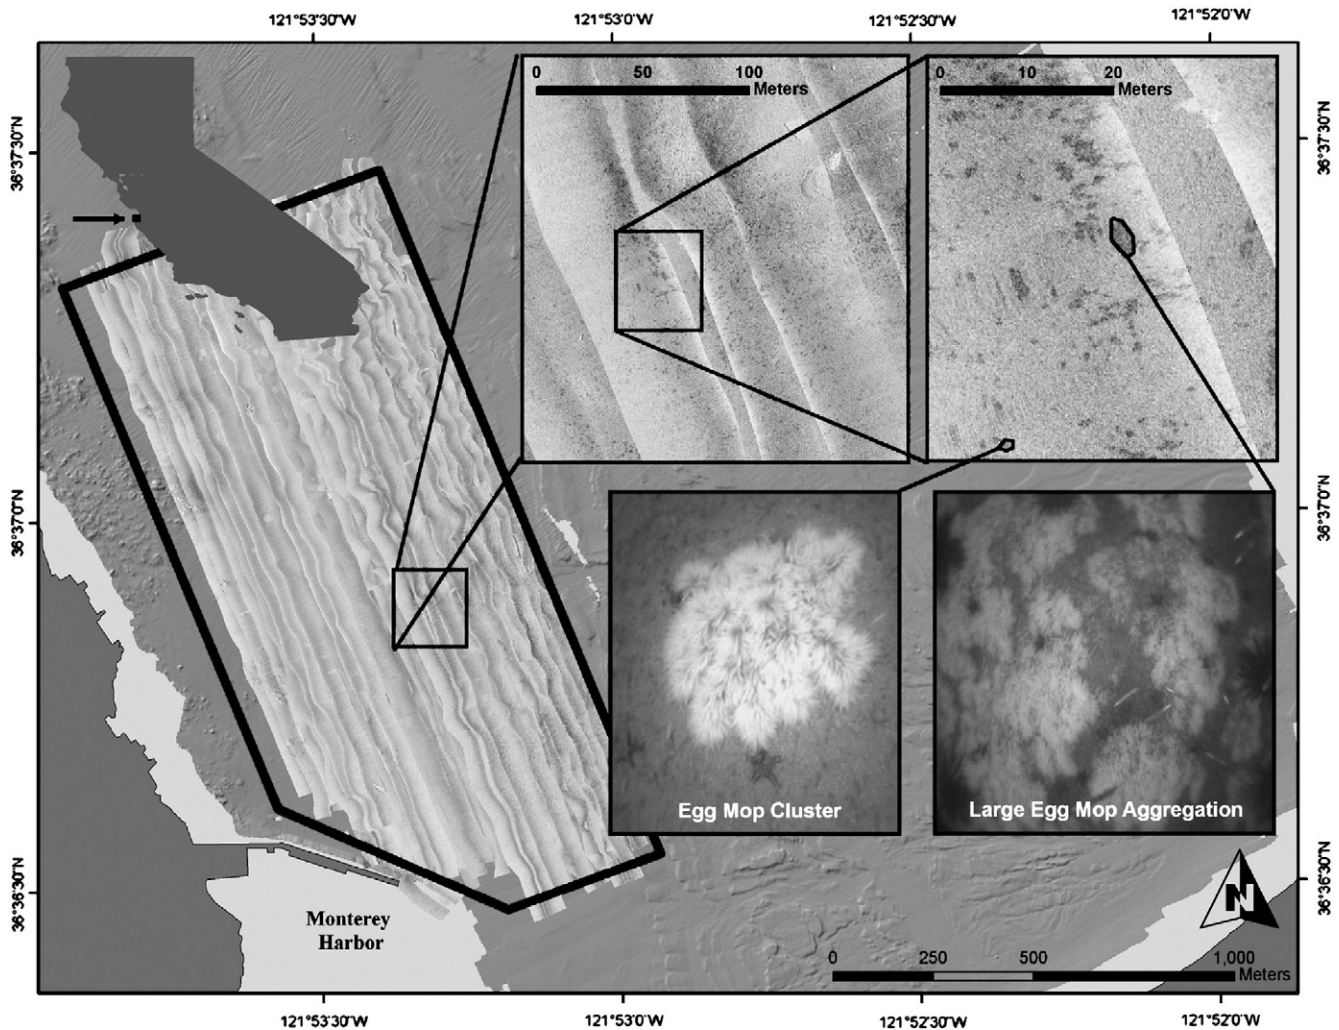 121°53'30"W 121°53'0"W 121°52'30"W 121°52'0"W
36°37'30"N
36°37'0"N
36°36'30"N
0 50 100
Meters
0 10 20
Meters
36°37'30"N
36°37'0"N
36°36'30"N
Egg Mop Cluster
Large Egg Mop Aggregation
Monterey
Harbor
N
0 250 500 1,000
Meters
121°53'30"W 121°53'0"W 121°52'30"W 121°52'0"W